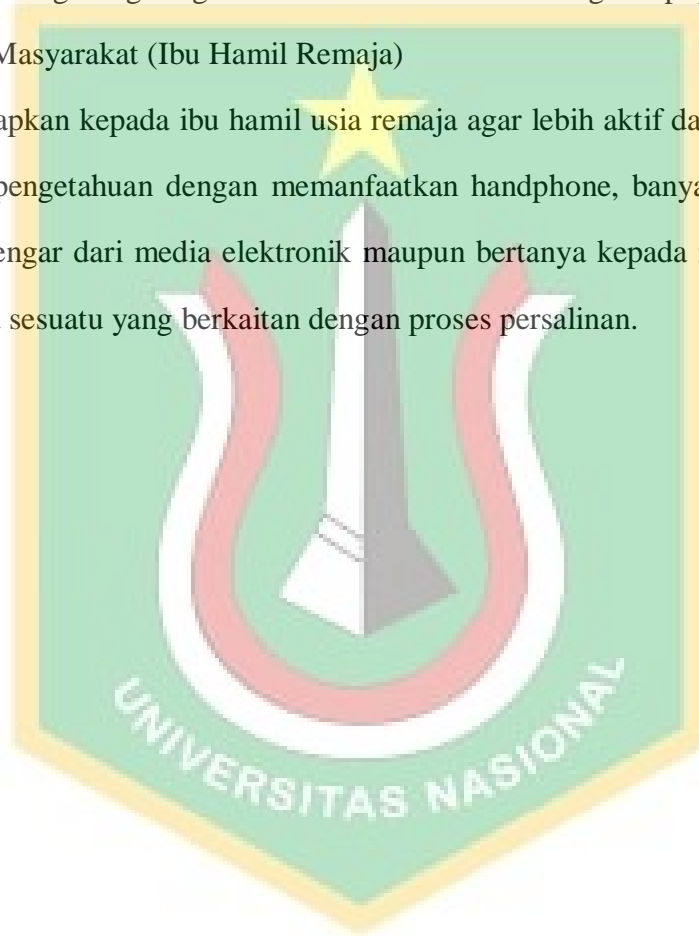 Masyarakat (Ibu Hamil Remaja)
apkan kepada ibu hamil usia remaja agar lebih aktif da
pengetahuan dengan memanfaatkan handphone, banya
engar dari media elektronik maupun bertanya kepada
sesuatu yang berkaitan dengan proses persalinan.
UNIVERSITAS NASIONAL